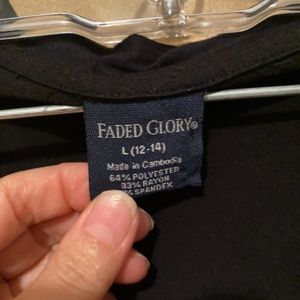 FADED GLORY®
L (12-14)
Made in Cambodia
64% POLYESTER
33% RAYON
% SPANDEX